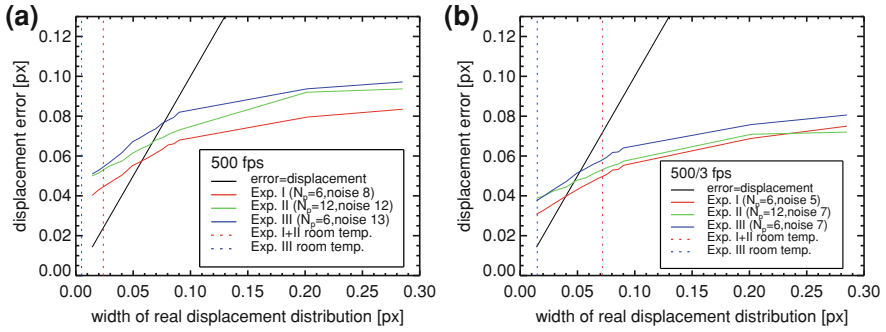 (a)
displacement error [px]
0.12
0.10
0.08
0.06
0.04
0.02
0.00
500 fps
error=displacement
Exp. I (Np=6,noise 8)
Exp. II (Np=12,noise 12)
Exp. III (Np=6,noise 13)
Exp. I+II room temp.
Exp. III room temp.
0.00 0.05 0.10 0.15 0.20 0.25 0.30
width of real displacement distribution [px]
(b)
displacement error [px]
0.12
0.10
0.08
0.06
0.04
0.02
0.00
500/3 fps
error=displacement
Exp. I (Np=6,noise 5)
Exp. II (Np=12,noise 7)
Exp. III (Np=6,noise 7)
Exp. I+II room temp.
Exp. III room temp.
0.00 0.05 0.10 0.15 0.20 0.25 0.30
width of real displacement distribution [px]